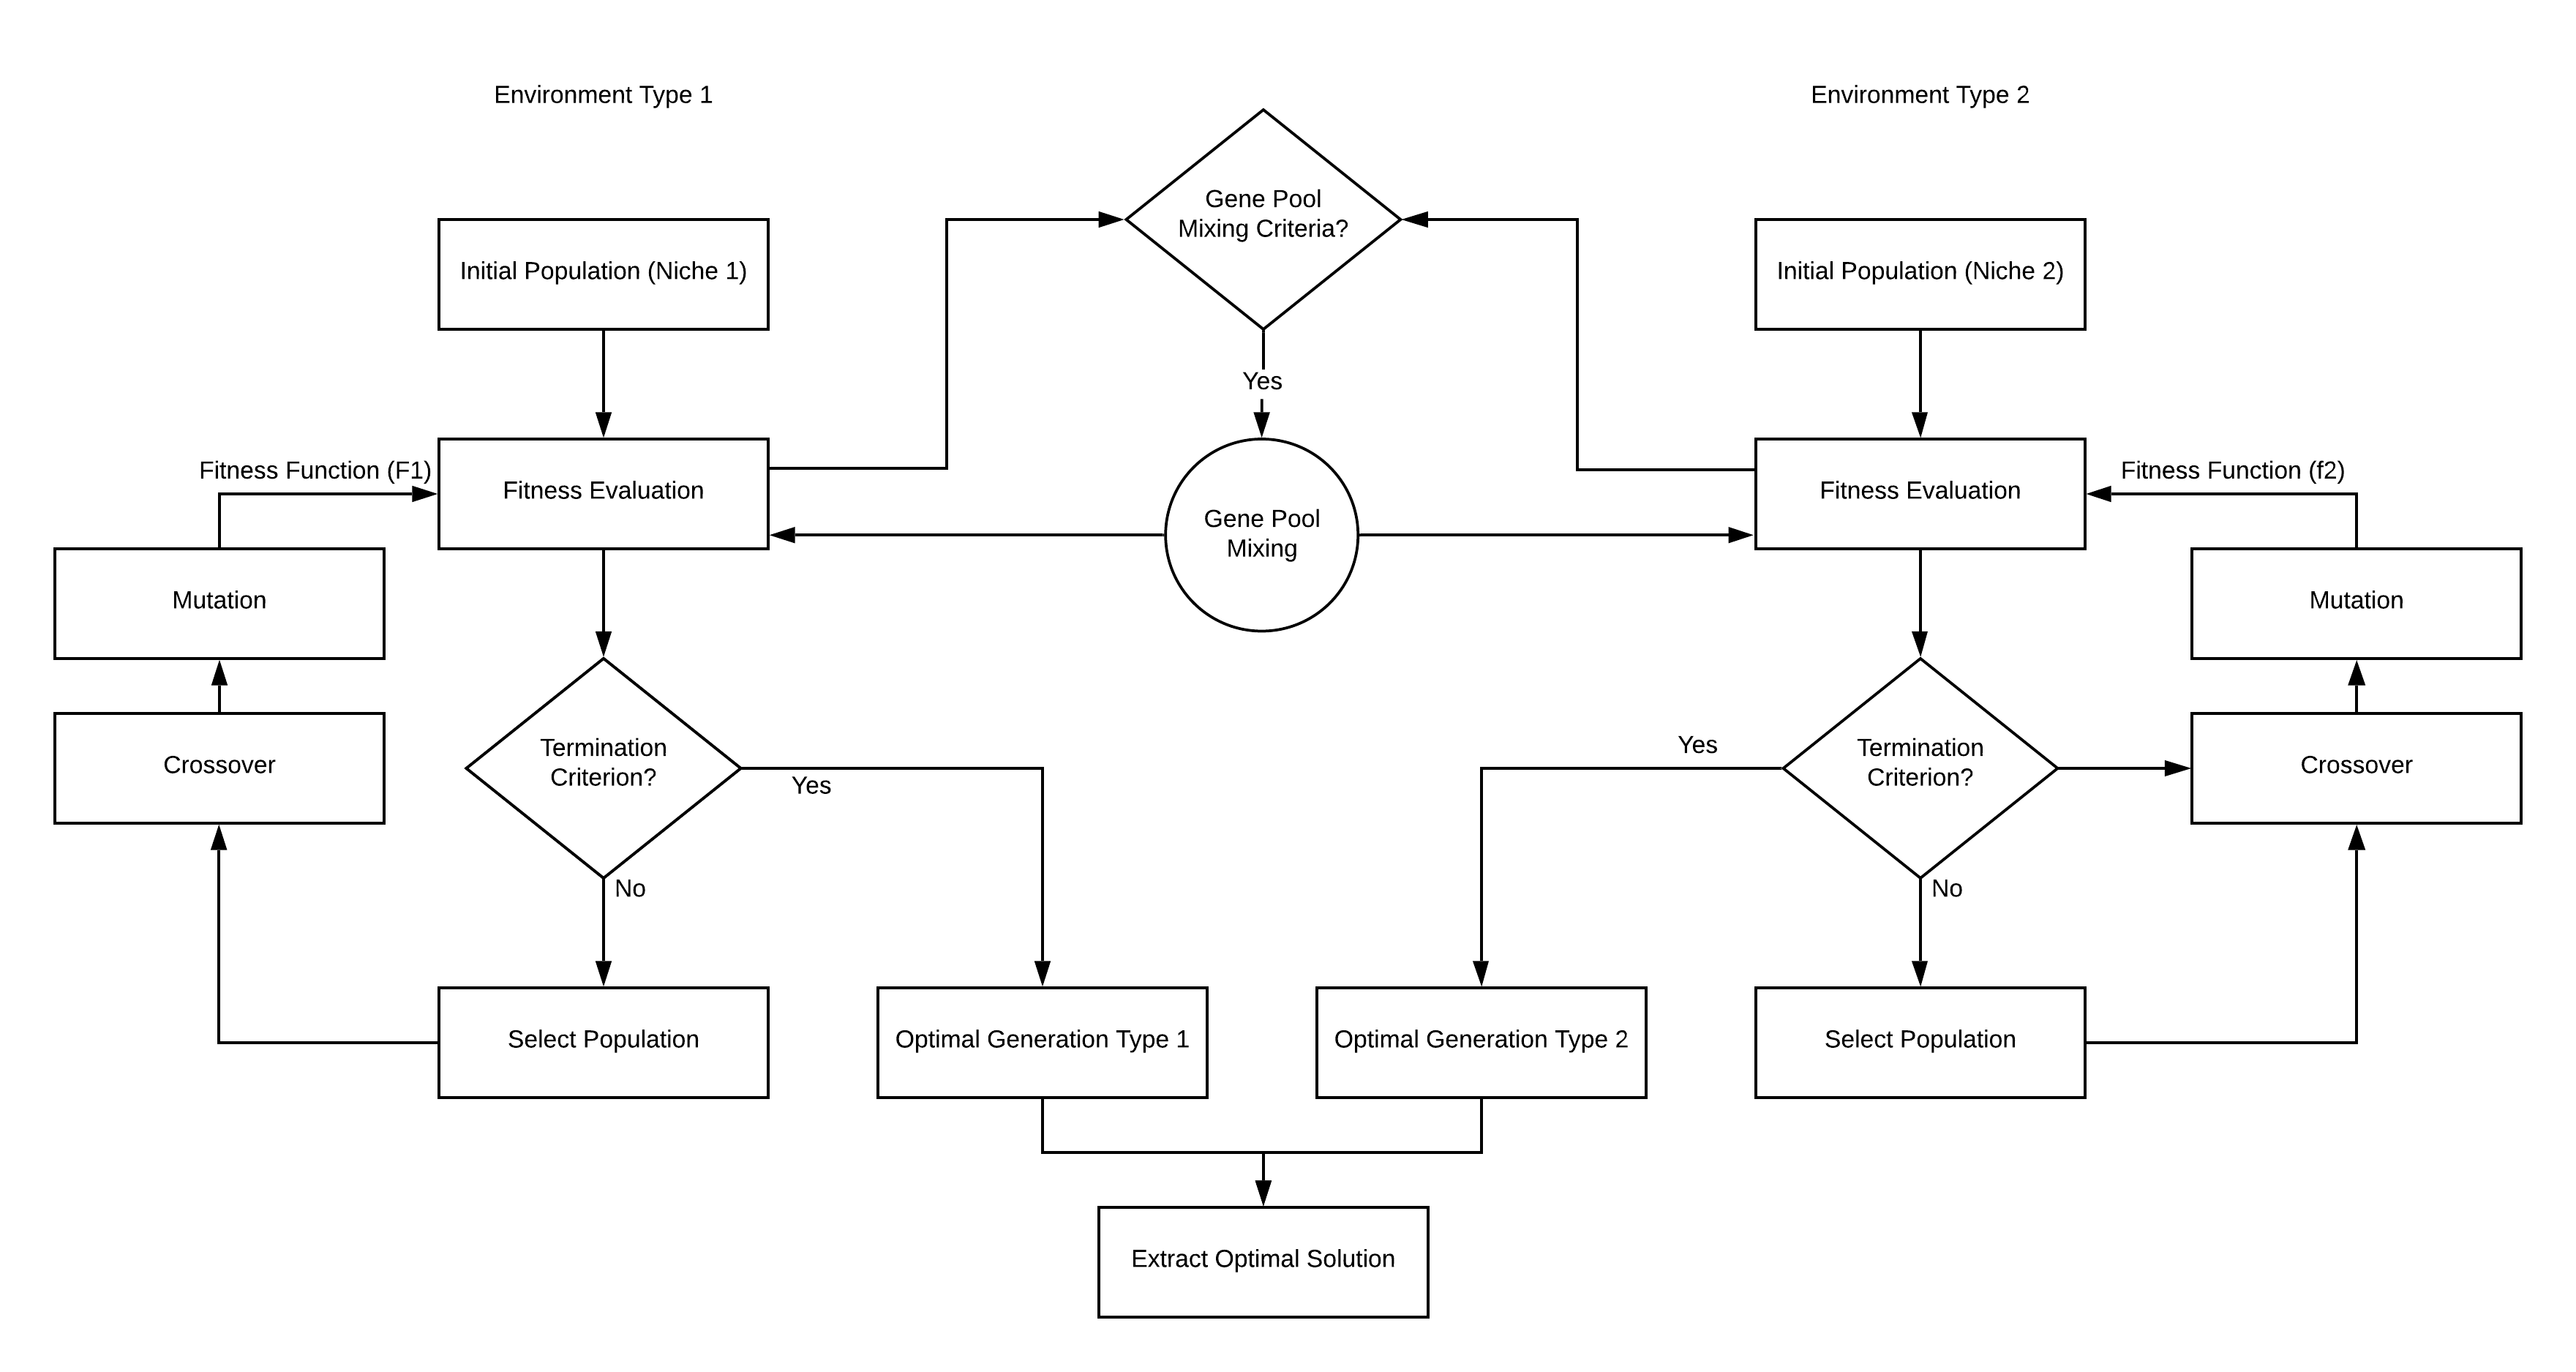 Environment Type 1
Environment Type 2
Gene Pool
Mixing Criteria?
Initial Population (Niche 1)
Initial Population (Niche 2)
Yes
Fitness Function (F1)
Fitness Evaluation
Gene Pool
Mixing
Fitness Evaluation
Fitness Function (f2)
Mutation
Mutation
Crossover
Termination
Criterion?
Yes
Yes
Termination
Criterion?
Crossover
No
No
Select Population
Optimal Generation Type 1
Optimal Generation Type 2
Select Population
Extract Optimal Solution